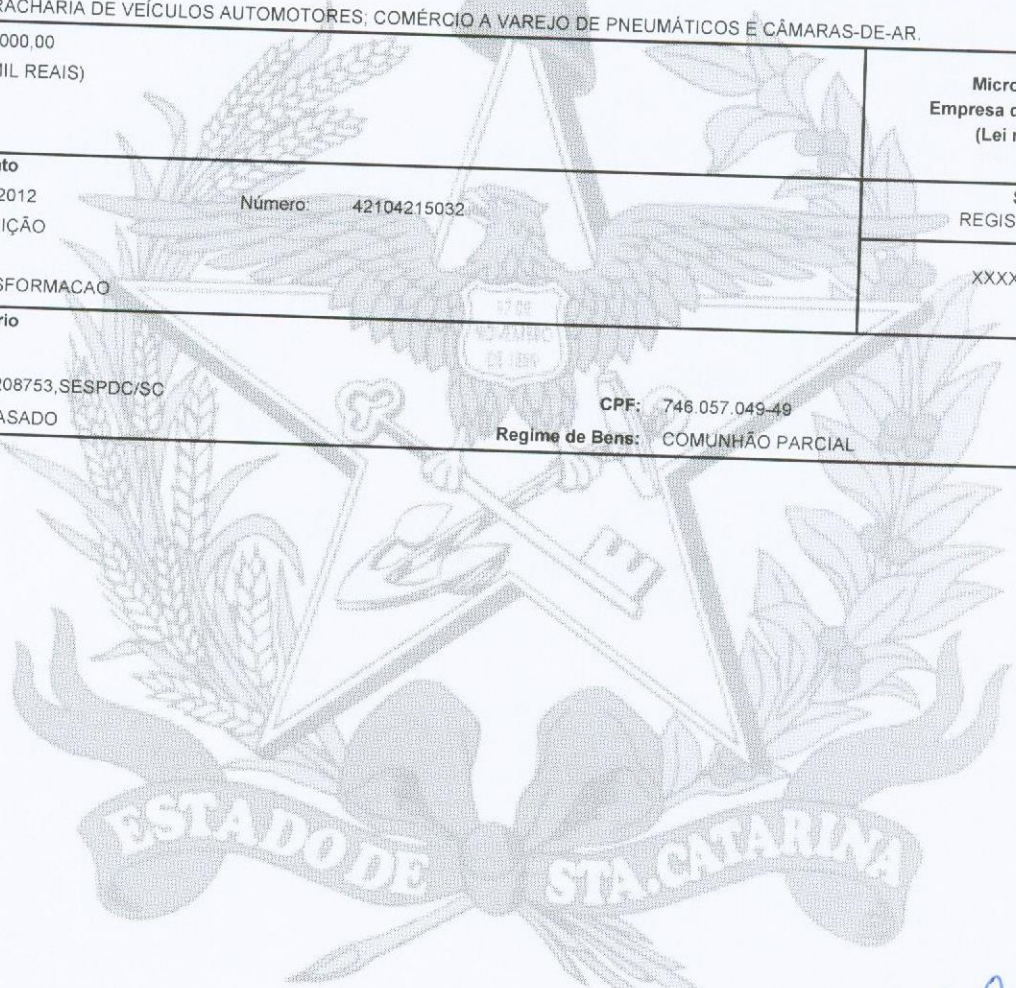 RACHARIA DE VEÍCULOS AUTOMOTORES; COMÉRCIO A VAREJO DE PNEUMÁTICOS E CÂMARAS-DE-AR.
000,00
MIL REAIS)
Micro
Empresa d
(Lei n
to
2012
Número: 42104215032
IÇÃO
SFORMACAO
S
REGIS
XXXX
rio
208753,SESPDC/SC
CPF: 746.057.049-49
ASADO
Regime de Bens: COMUNHÃO PARCIAL
ESTADO DE STA.CATARINA